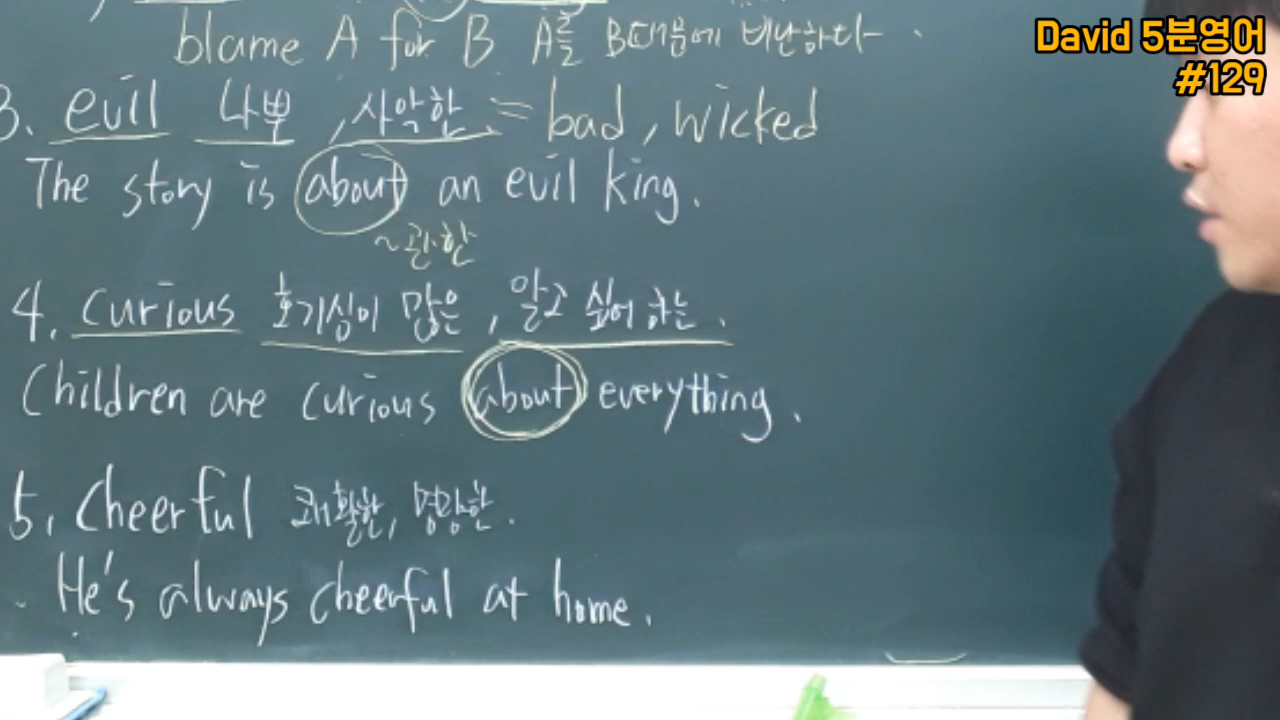 David 5분영어
#129
blame A for B A를 B때문에 비난하다.
3. evil 나쁜, 사악한 = bad, wicked
The story is about an evil king.
~관한
4. curious 호기심이 많은, 알고 싶어 하는.
Children are curious about everything.
5. cheerful 쾌활한, 명랑한.
He's always cheerful at home.